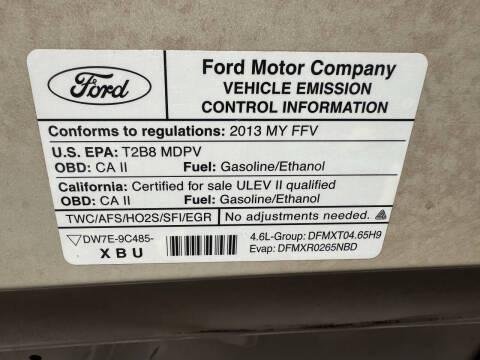 Ford
Ford Motor Company
VEHICLE EMISSION
CONTROL INFORMATION
Conforms to regulations: 2013 MY FFV
U.S. EPA: T2B8 MDPV
OBD: CA II Fuel: Gasoline/Ethanol
California: Certified for sale ULEV II qualified
OBD: CA II Fuel: Gasoline/Ethanol
TWC/AFS/HO2S/SFI/EGR No adjustments needed.
DW7E-9C485- 4.6L-Group: DFMXT04.65H9
XBU Evap: DFMXR0265NBD